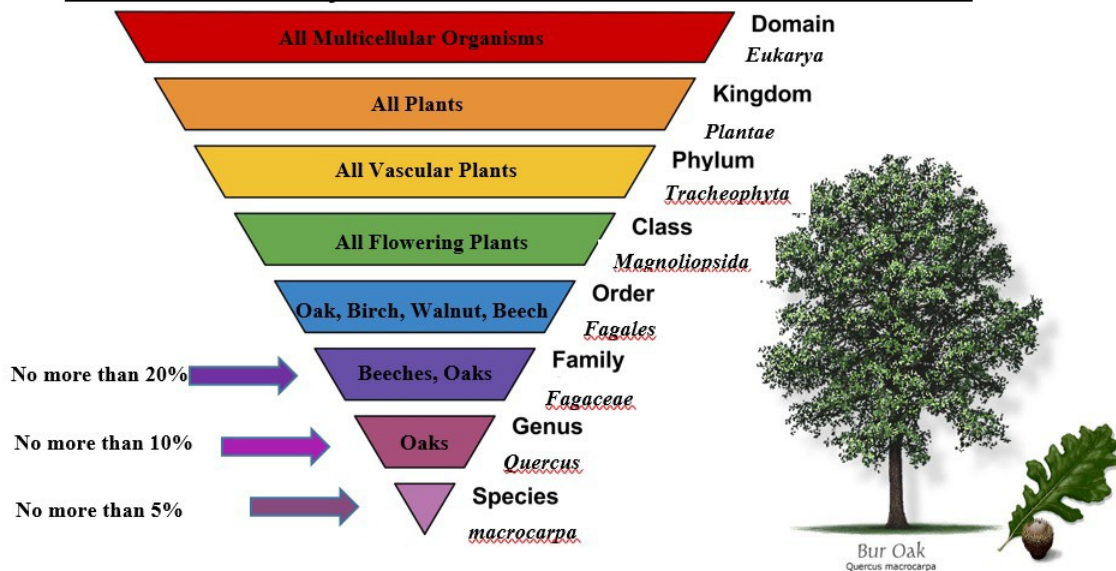 All Multicellular Organisms
Domain
Eukarya
All Plants
Kingdom
Plantae
All Vascular Plants
Phylum
Tracheophyta
All Flowering Plants
Class
Magnoliopsida
Oak, Birch, Walnut, Beech
Order
Fagales
No more than 20%
Beeches, Oaks
Family
Fagaceae
No more than 10%
Oaks
Genus
Quercus
No more than 5%
Species
macrocarpa
Bur Oak
Quercus macrocarpa